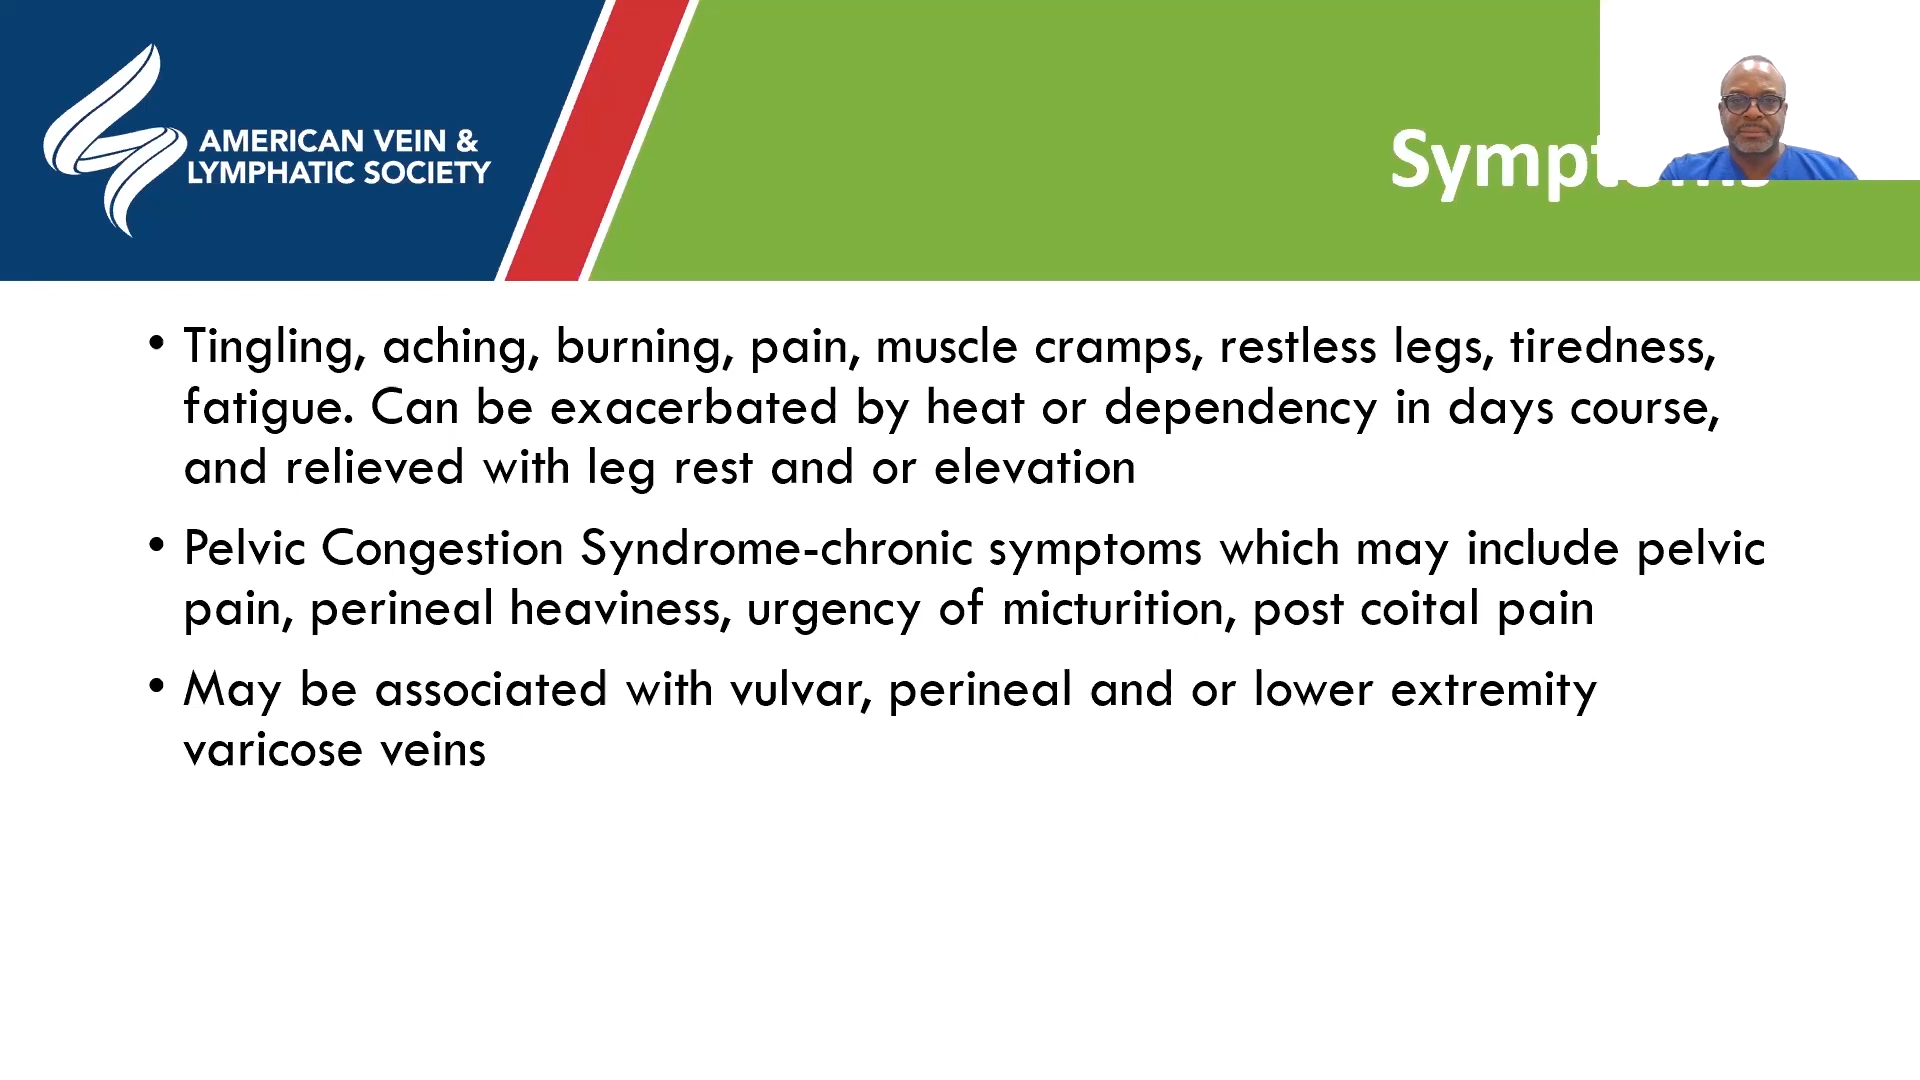 AMERICAN VEIN &
LYMPHATIC SOCIETY
Symptoms
• Tingling, aching, burning, pain, muscle cramps, restless legs, tiredness,
fatigue. Can be exacerbated by heat or dependency in days course,
and relieved with leg rest and or elevation
• Pelvic Congestion Syndrome-chronic symptoms which may include pelvic
pain, perineal heaviness, urgency of micturition, post coital pain
• May be associated with vulvar, perineal and or lower extremity
varicose veins